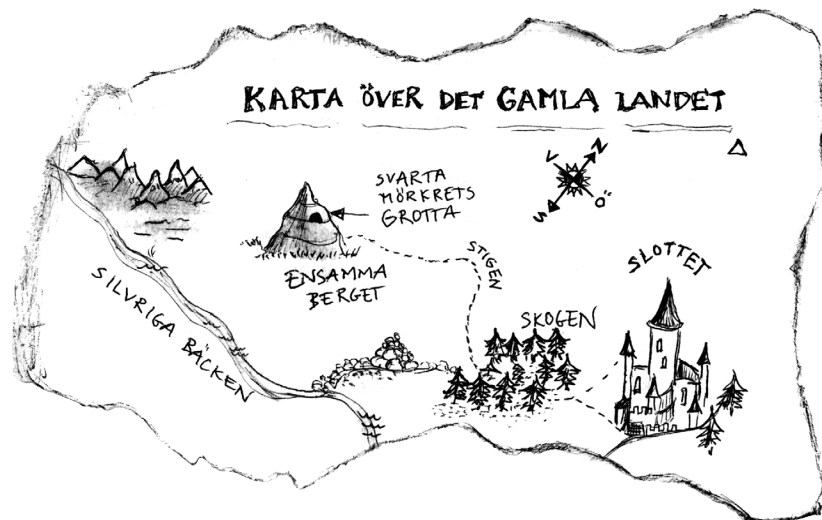 KARTA ÖVER DET GAMLA LANDET
N
V
Ö
S
SVARTA
MÖRKRETS
GROTTA
STIGEN
SLOTTET
ENSAMMA
BERGET
SILVRIGA BÄCKEN
SKOGEN